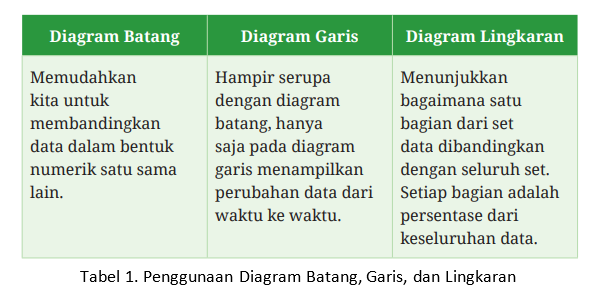 Diagram Batang
Diagram Garis
Diagram Lingkaran
Memudahkan
kita untuk
membandingkan
data dalam bentuk
numerik satu sama
lain.
Hampir serupa
dengan diagram
batang, hanya
saja pada diagram
garis menampilkan
perubahan data dari
waktu ke waktu.
Menunjukkan
bagaimana satu
bagian dari set
data dibandingkan
dengan seluruh set.
Setiap bagian adalah
persentase dari
keseluruhan data.
Tabel 1. Penggunaan Diagram Batang, Garis, dan Lingkaran